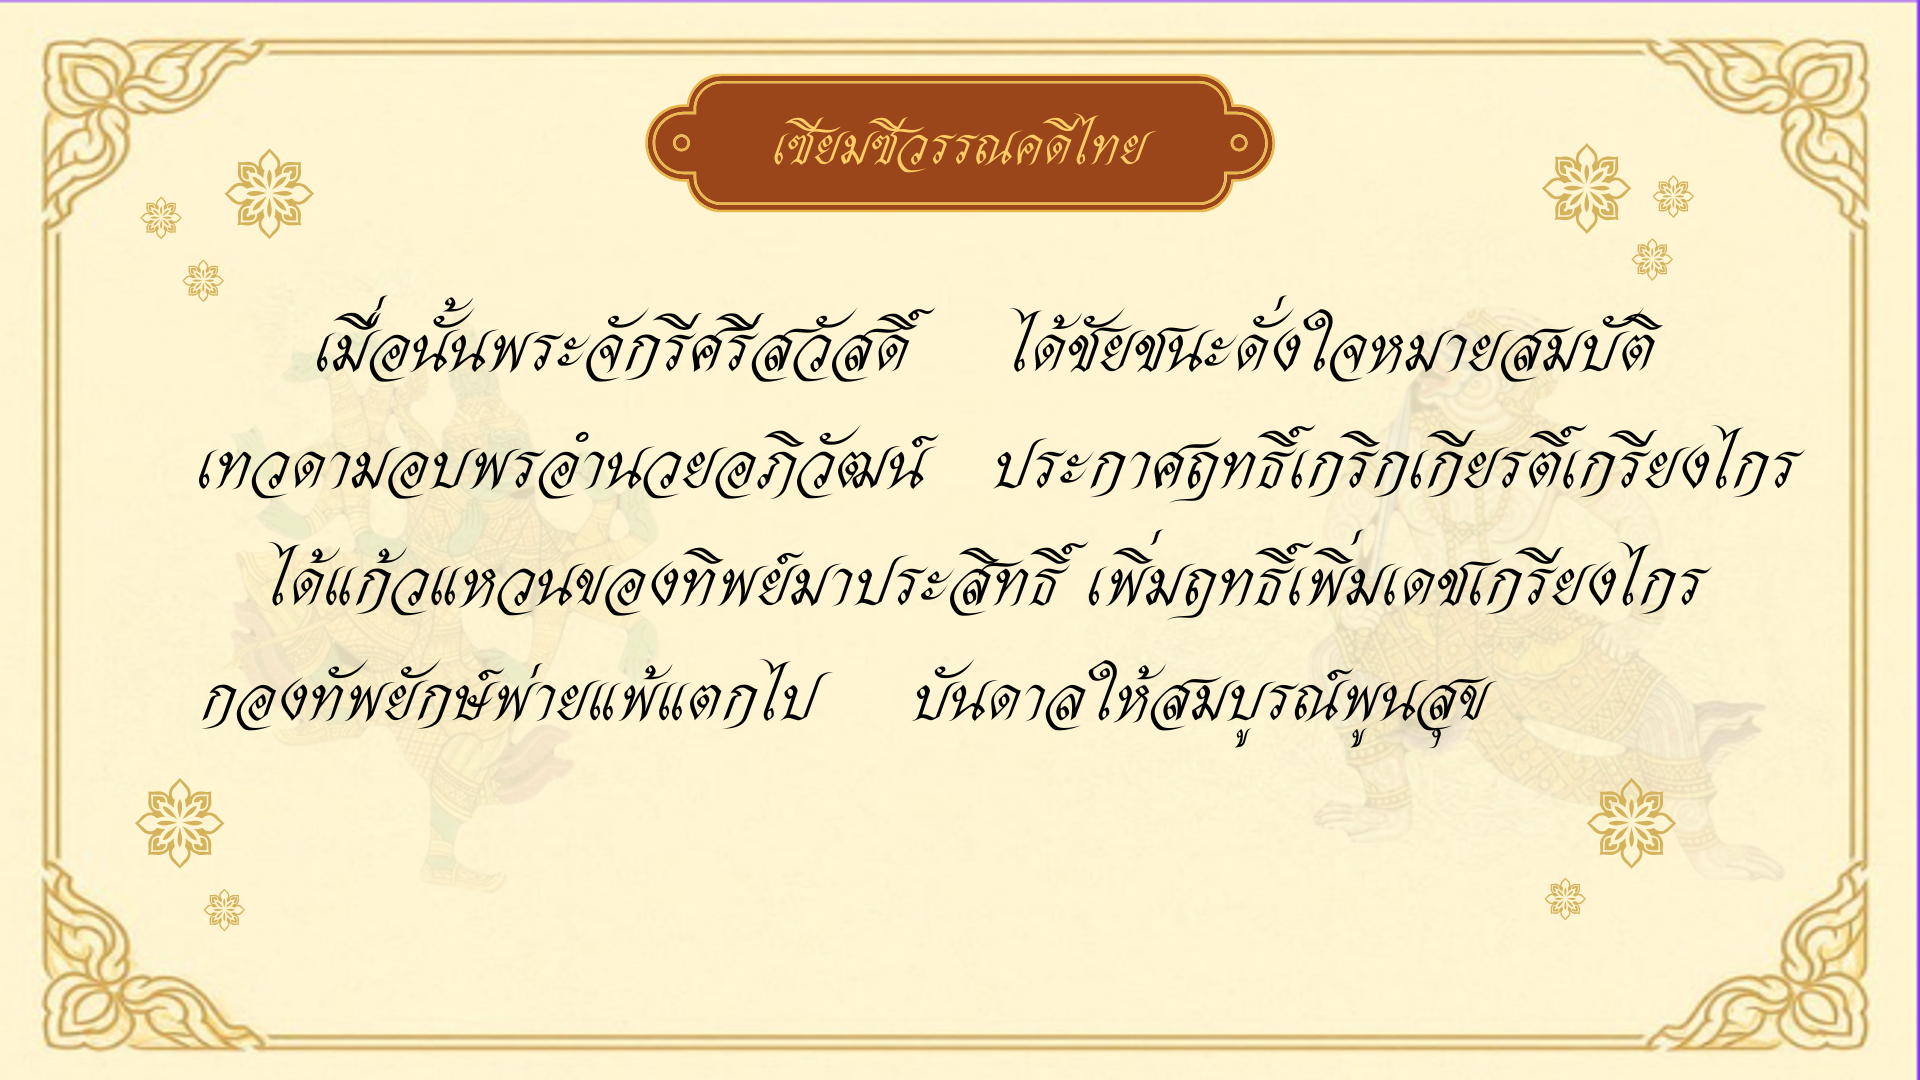 เซียมซีวรรณคดีไทย
เมื่อนั้นพระจักรีศรีสวัสดิ์ ได้ชัยชนะดั่งใจหมายสมบัติ
เทวดามอบพรอำนวยอภิวัฒน์ ประกาศฤทธิ์เกริกเกียรติ์เกรียงไกร
ได้แก้วแหวนของทิพย์มาประสิทธิ์ เพิ่มฤทธิ์เพิ่มเดชเกรียงไกร
กองทัพยักษ์พ่ายแพ้แตกไป บันดาลให้สมบูรณ์พูนสุข